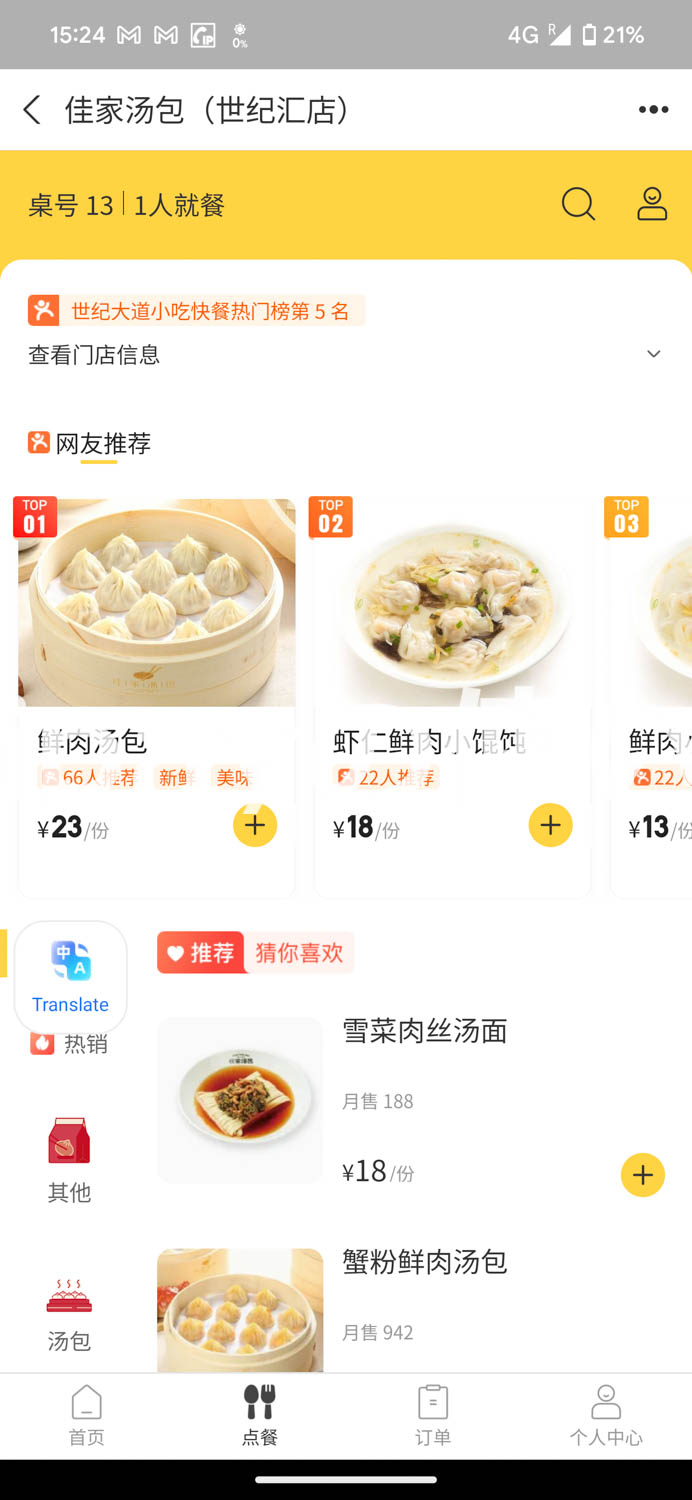 15:24 0% 4G R 21%
佳家汤包（世纪汇店）
桌号 13 1人就餐
世纪大道小吃快餐热门榜第 5 名
查看门店信息
网友推荐
TOP 01
鲜肉汤包
66人推荐 新鲜 美味
¥23/份
TOP 02
虾仁鲜肉小馄饨
22人推荐
¥18/份
TOP 03
鲜肉小
22人
¥13/份
中 A
Translate
热销
其他
汤包
推荐 猜你喜欢
雪菜肉丝汤面
月售 188
¥18/份
蟹粉鲜肉汤包
月售 942
首页 点餐 订单 个人中心